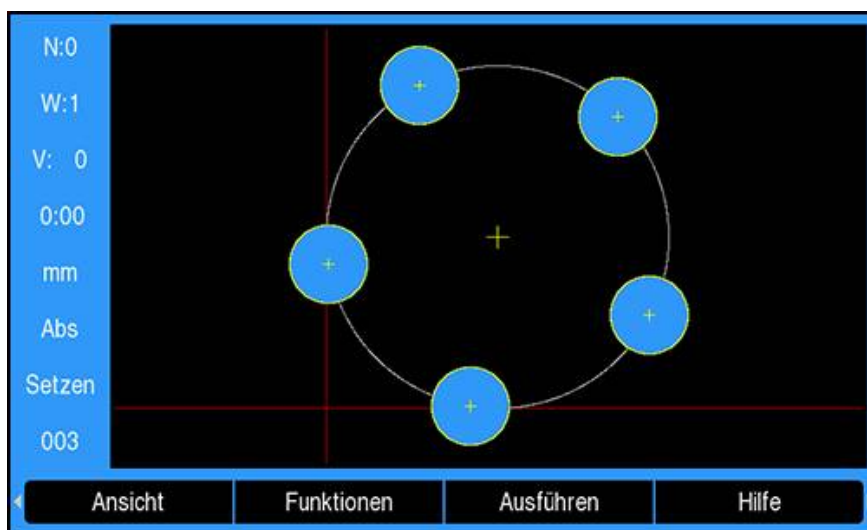 N:0
W:1
V: 0
0:00
mm
Abs
Setzen
003
Ansicht Funktionen Ausführen Hilfe